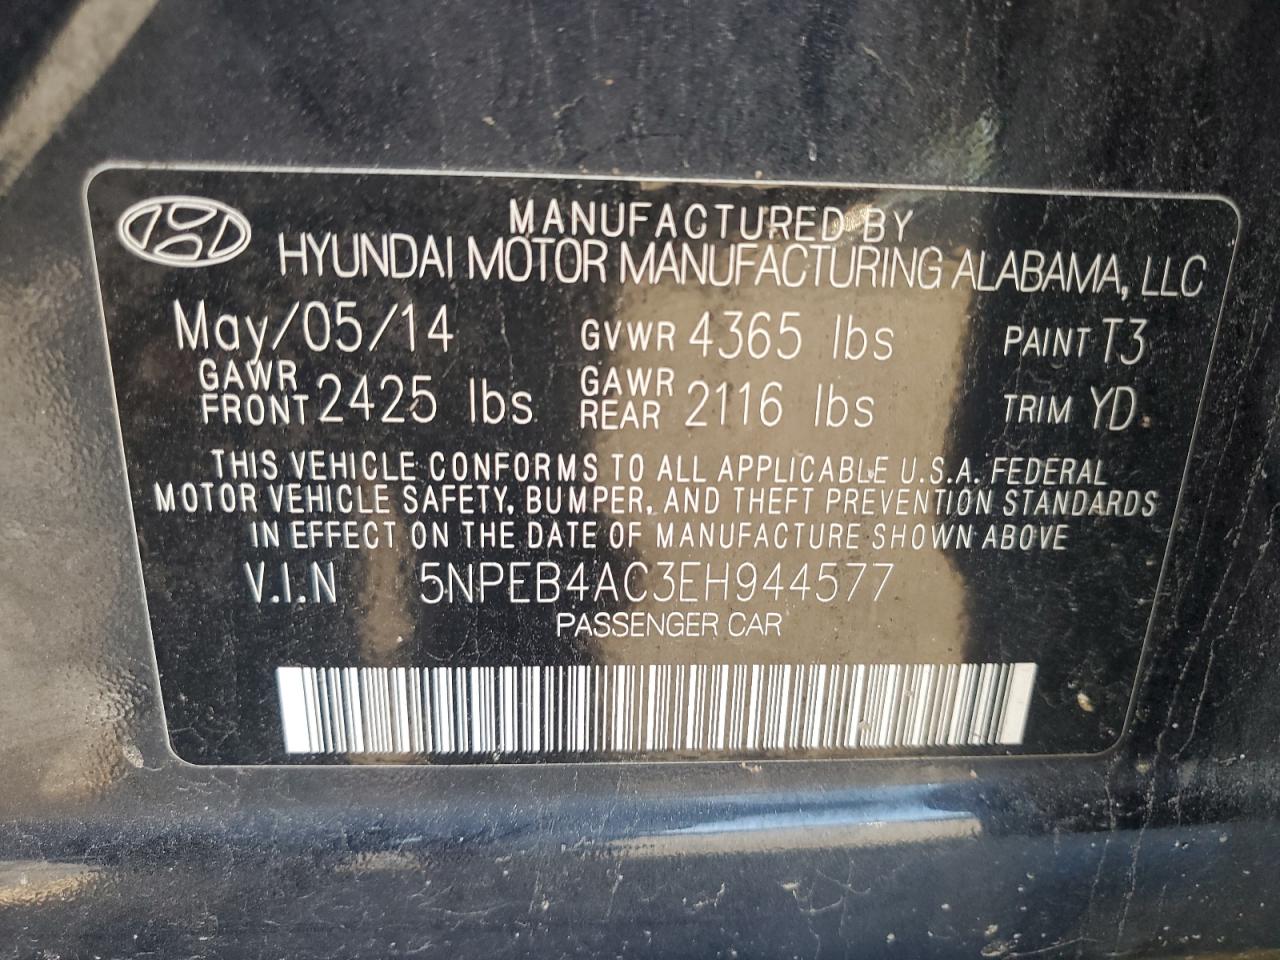 MANUFACTURED BY
HYUNDAI MOTOR MANUFACTURING ALABAMA, LLC
May/05/14 GVWR 4365 lbs PAINT T3
GAWR FRONT 2425 lbs GAWR REAR 2116 lbs TRIM YD
THIS VEHICLE CONFORMS TO ALL APPLICABLE U.S.A. FEDERAL
MOTOR VEHICLE SAFETY, BUMPER, AND THEFT PREVENTION STANDARDS
IN EFFECT ON THE DATE OF MANUFACTURE SHOWN ABOVE
V.I.N 5NPEB4AC3EH944577
PASSENGER CAR